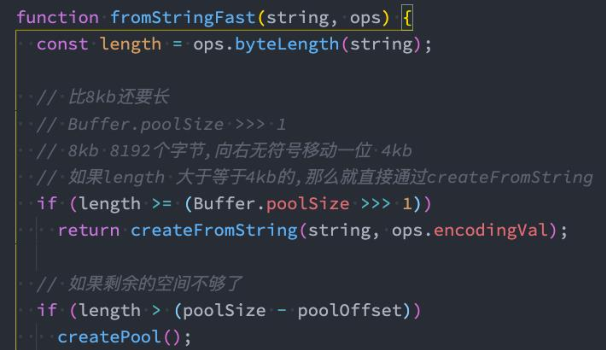 function fromStringFast(string, ops) {
const length = ops.byteLength(string);
// 比8kb还要长
// Buffer.poolSize >>> 1
// 8kb 8192个字节,向右无符号移动一位 4kb
// 如果length 大于等于4kb的,那么就直接通过createFromString
if (length >= (Buffer.poolSize >>> 1))
return createFromString(string, ops.encodingVal);
// 如果剩余的空间不够了
if (length > (poolSize - poolOffset))
createPool();